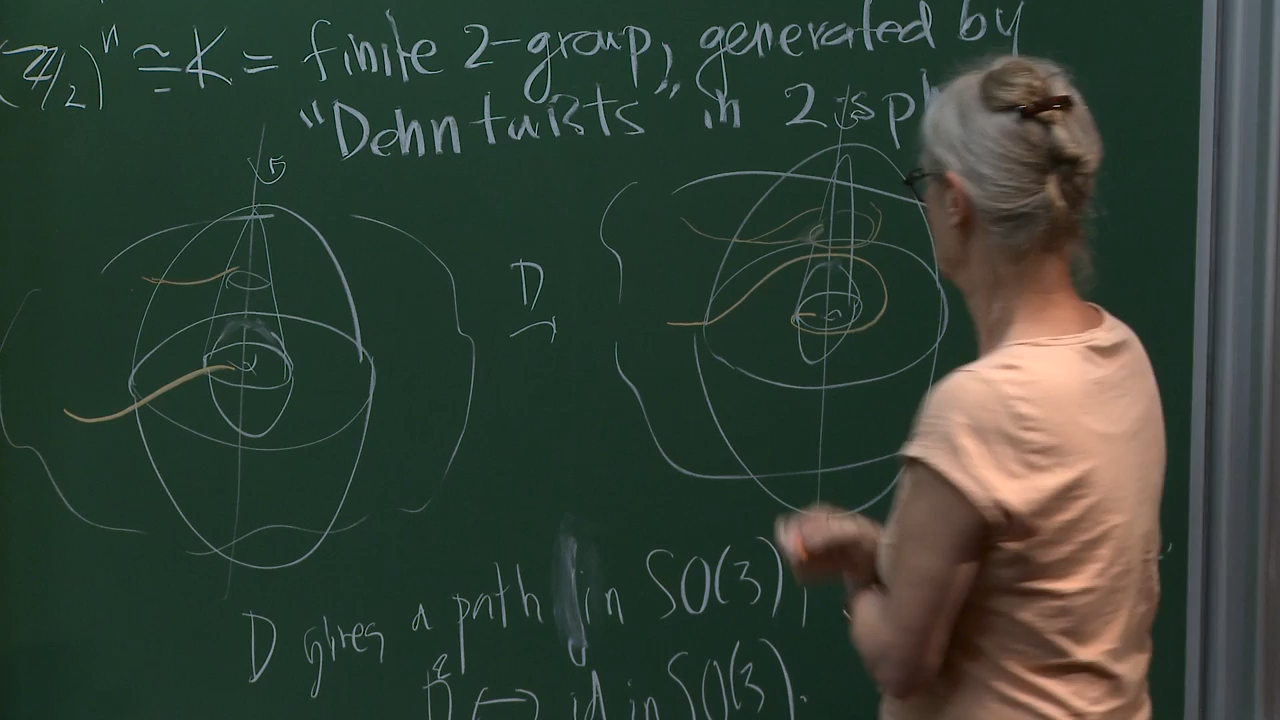 (Z/2)^n ≅ K = finite 2-group, generated by
"Dehn twists" in 2-sph
D
→
D gives a path in SO(3),
D² ↔ id in SO(3).